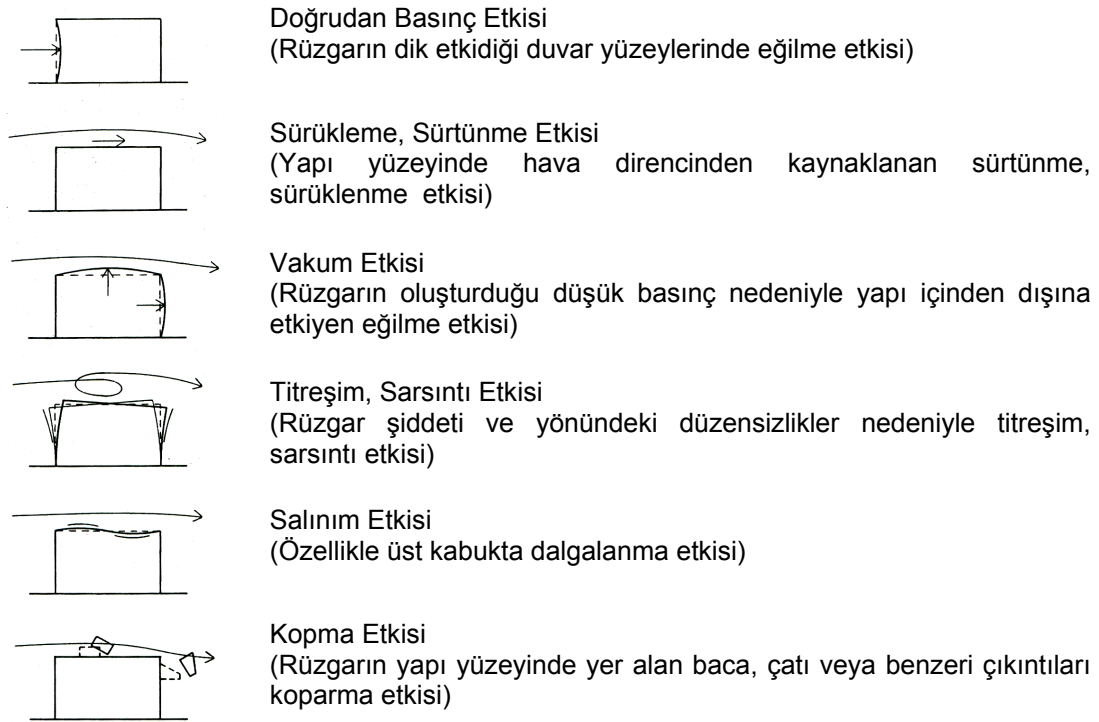 Doğrudan Basınç Etkisi
(Rüzgarın dik etkidiği duvar yüzeylerinde eğilme etkisi)
Sürükleme, Sürtünme Etkisi
(Yapı yüzeyinde hava direncinden kaynaklanan sürtünme,
sürüklenme etkisi)
Vakum Etkisi
(Rüzgarın oluşturduğu düşük basınç nedeniyle yapı içinden dışına
etkiyen eğilme etkisi)
Titreşim, Sarsıntı Etkisi
(Rüzgar şiddeti ve yönündeki düzensizlikler nedeniyle titreşim,
sarsıntı etkisi)
Salınım Etkisi
(Özellikle üst kabukta dalgalanma etkisi)
Kopma Etkisi
(Rüzgarın yapı yüzeyinde yer alan baca, çatı veya benzeri çıkıntıları
koparma etkisi)